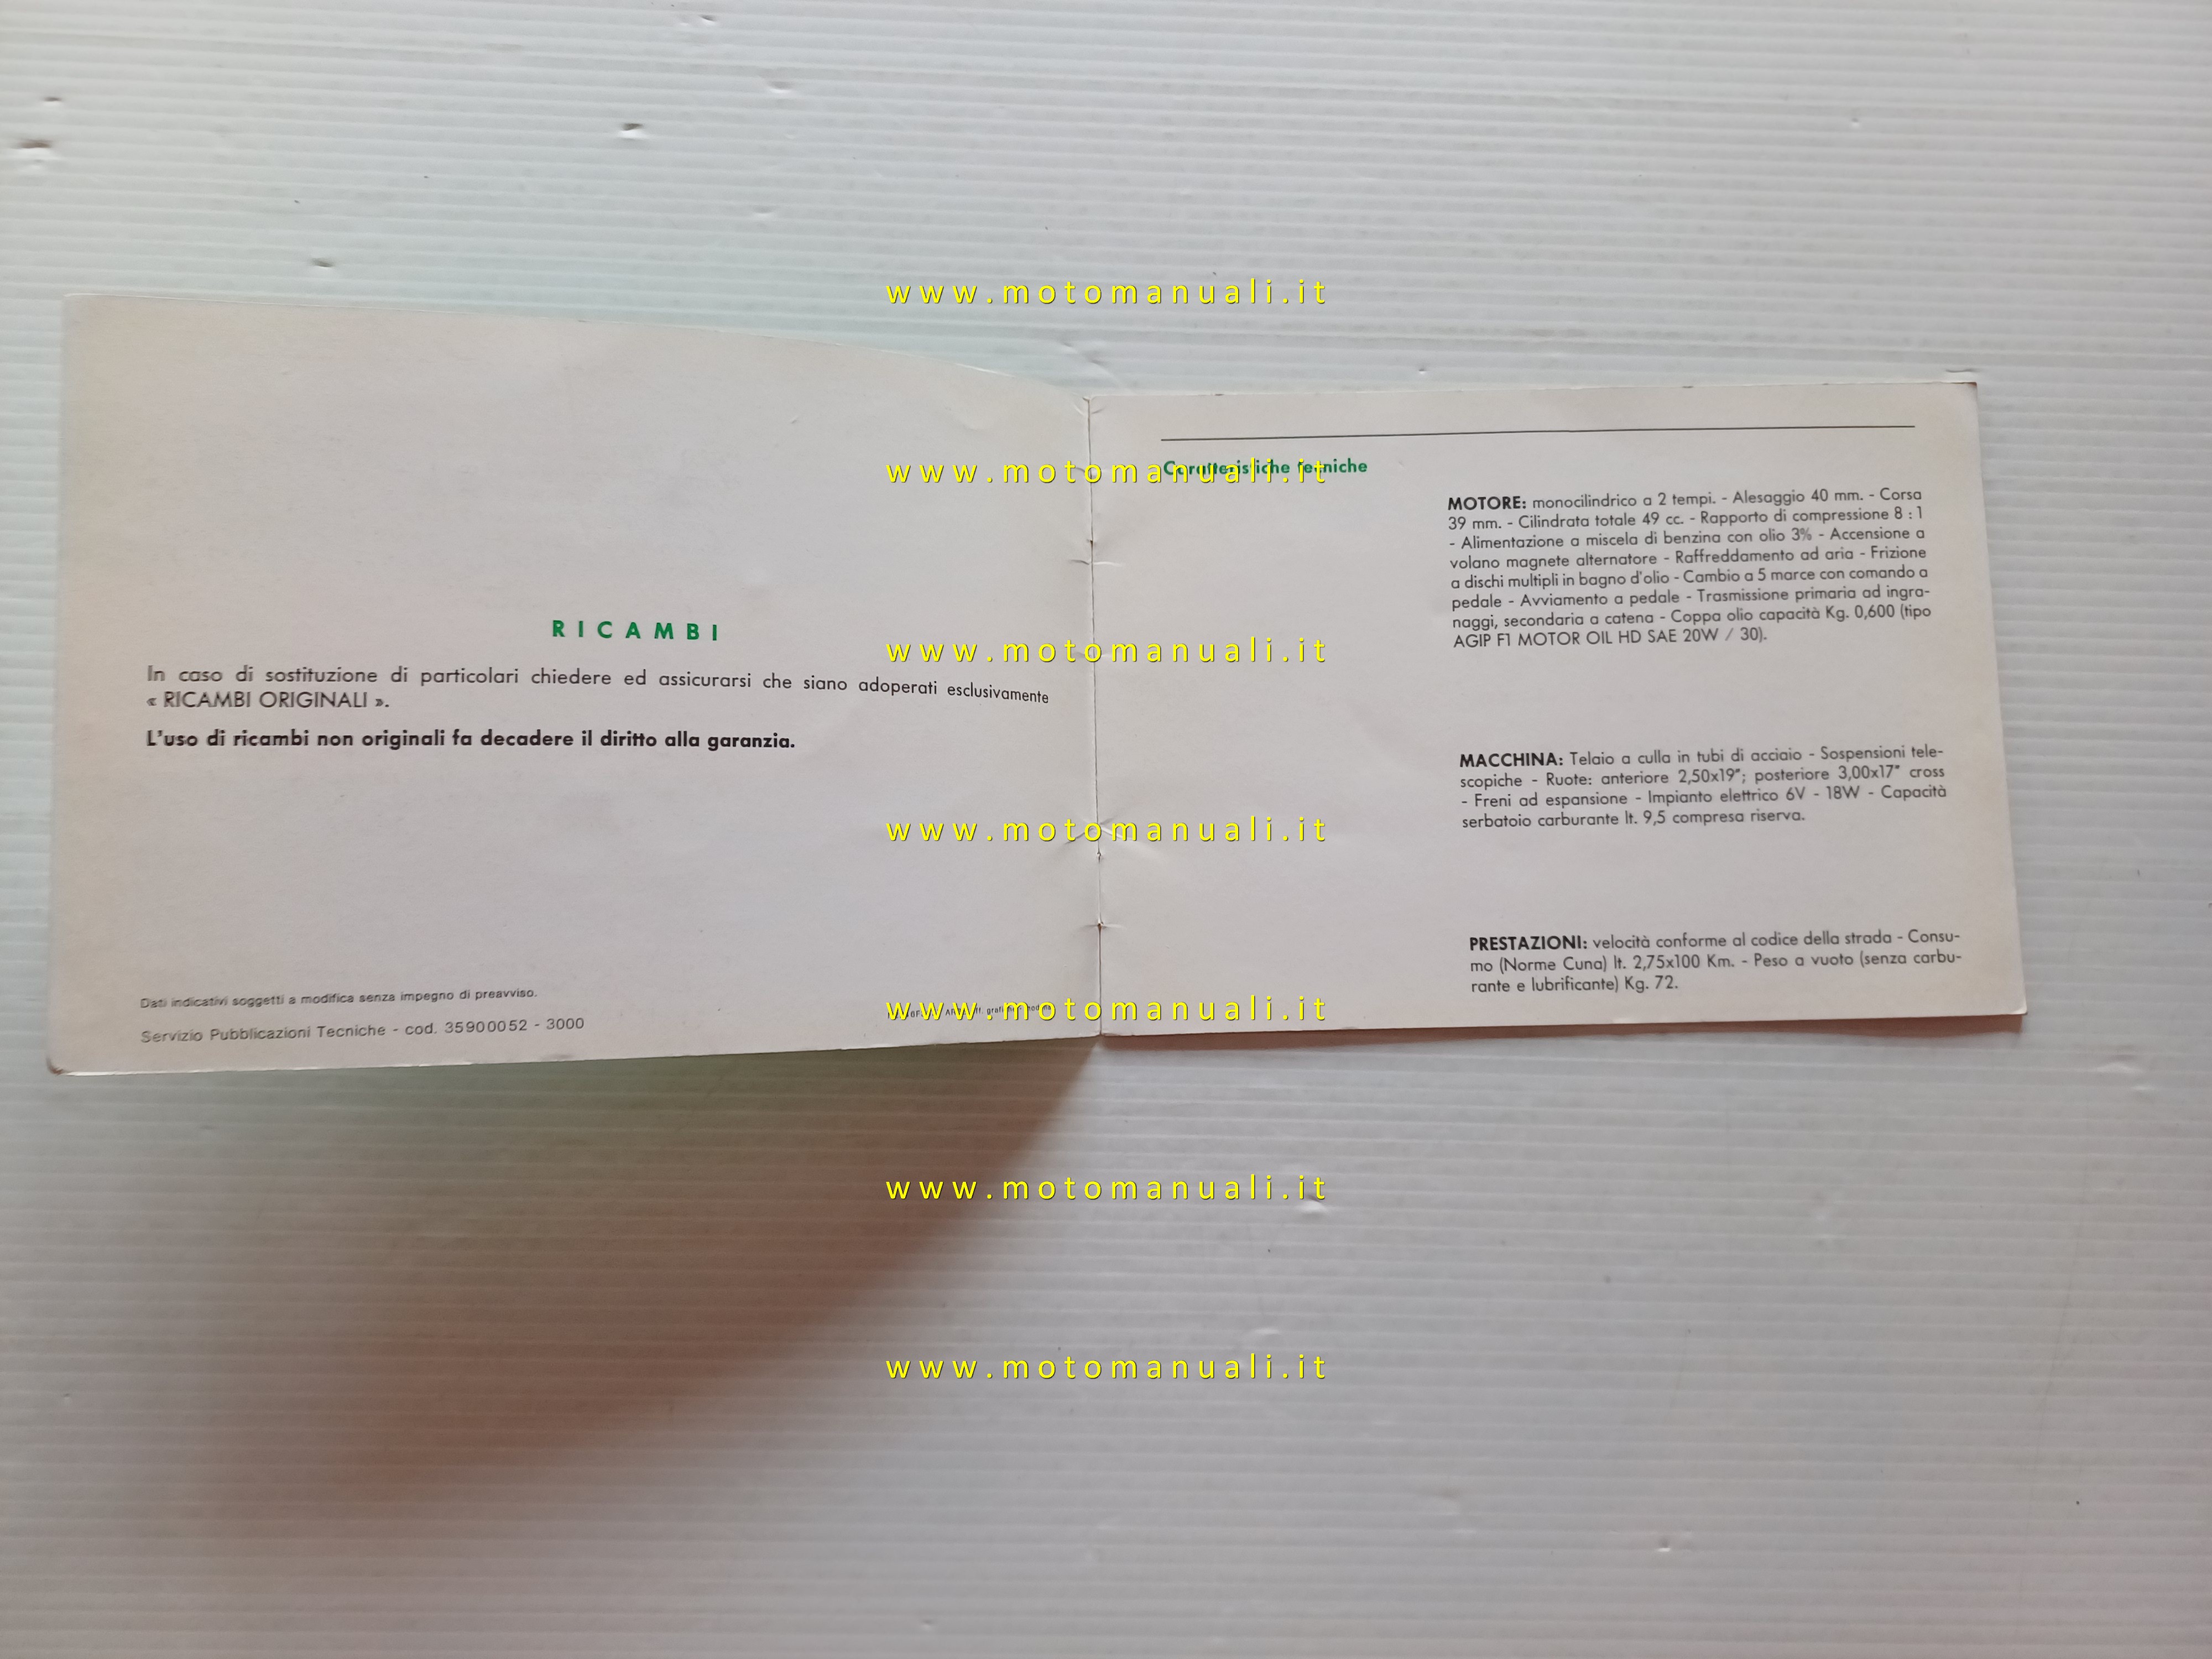 RICAMBI
In caso di sostituzione di particolari chiedere ed assicurarsi che siano adoperati esclusivamente
« RICAMBI ORIGINALI ».
L'uso di ricambi non originali fa decadere il diritto alla garanzia.
Dati indicativi soggetti a modifica senza impegno di preavviso.
Servizio Pubblicazioni Tecniche - cod. 35900052 - 3000
Caratteristiche tecniche
MOTORE: monocilindrico a 2 tempi. - Alesaggio 40 mm. - Corsa
39 mm. - Cilindrata totale 49 cc. - Rapporto di compressione 8 : 1
- Alimentazione a miscela di benzina con olio 3% - Accensione a
volano magnete alternatore - Raffreddamento ad aria - Frizione
a dischi multipli in bagno d'olio - Cambio a 5 marce con comando a
pedale - Avviamento a pedale - Trasmissione primaria ad ingra-
naggi, secondaria a catena - Coppa olio capacità Kg. 0,600 (tipo
AGIP F1 MOTOR OIL HD SAE 20W / 30).
MACCHINA: Telaio a culla in tubi di acciaio - Sospensioni tele-
scopiche - Ruote: anteriore 2,50x19"; posteriore 3,00x17" cross
- Freni ad espansione - Impianto elettrico 6V - 18W - Capacità
serbatoio carburante lt. 9,5 compresa riserva.
PRESTAZIONI: velocità conforme al codice della strada - Consu-
mo (Norme Cuna) lt. 2,75x100 Km. - Peso a vuoto (senza carbu-
rante e lubrificante) Kg. 72.
www.motomanuali.it
www.motomanuali.it
www.motomanuali.it
www.motomanuali.it
www.motomanuali.it
www.motomanuali.it
www.motomanuali.it